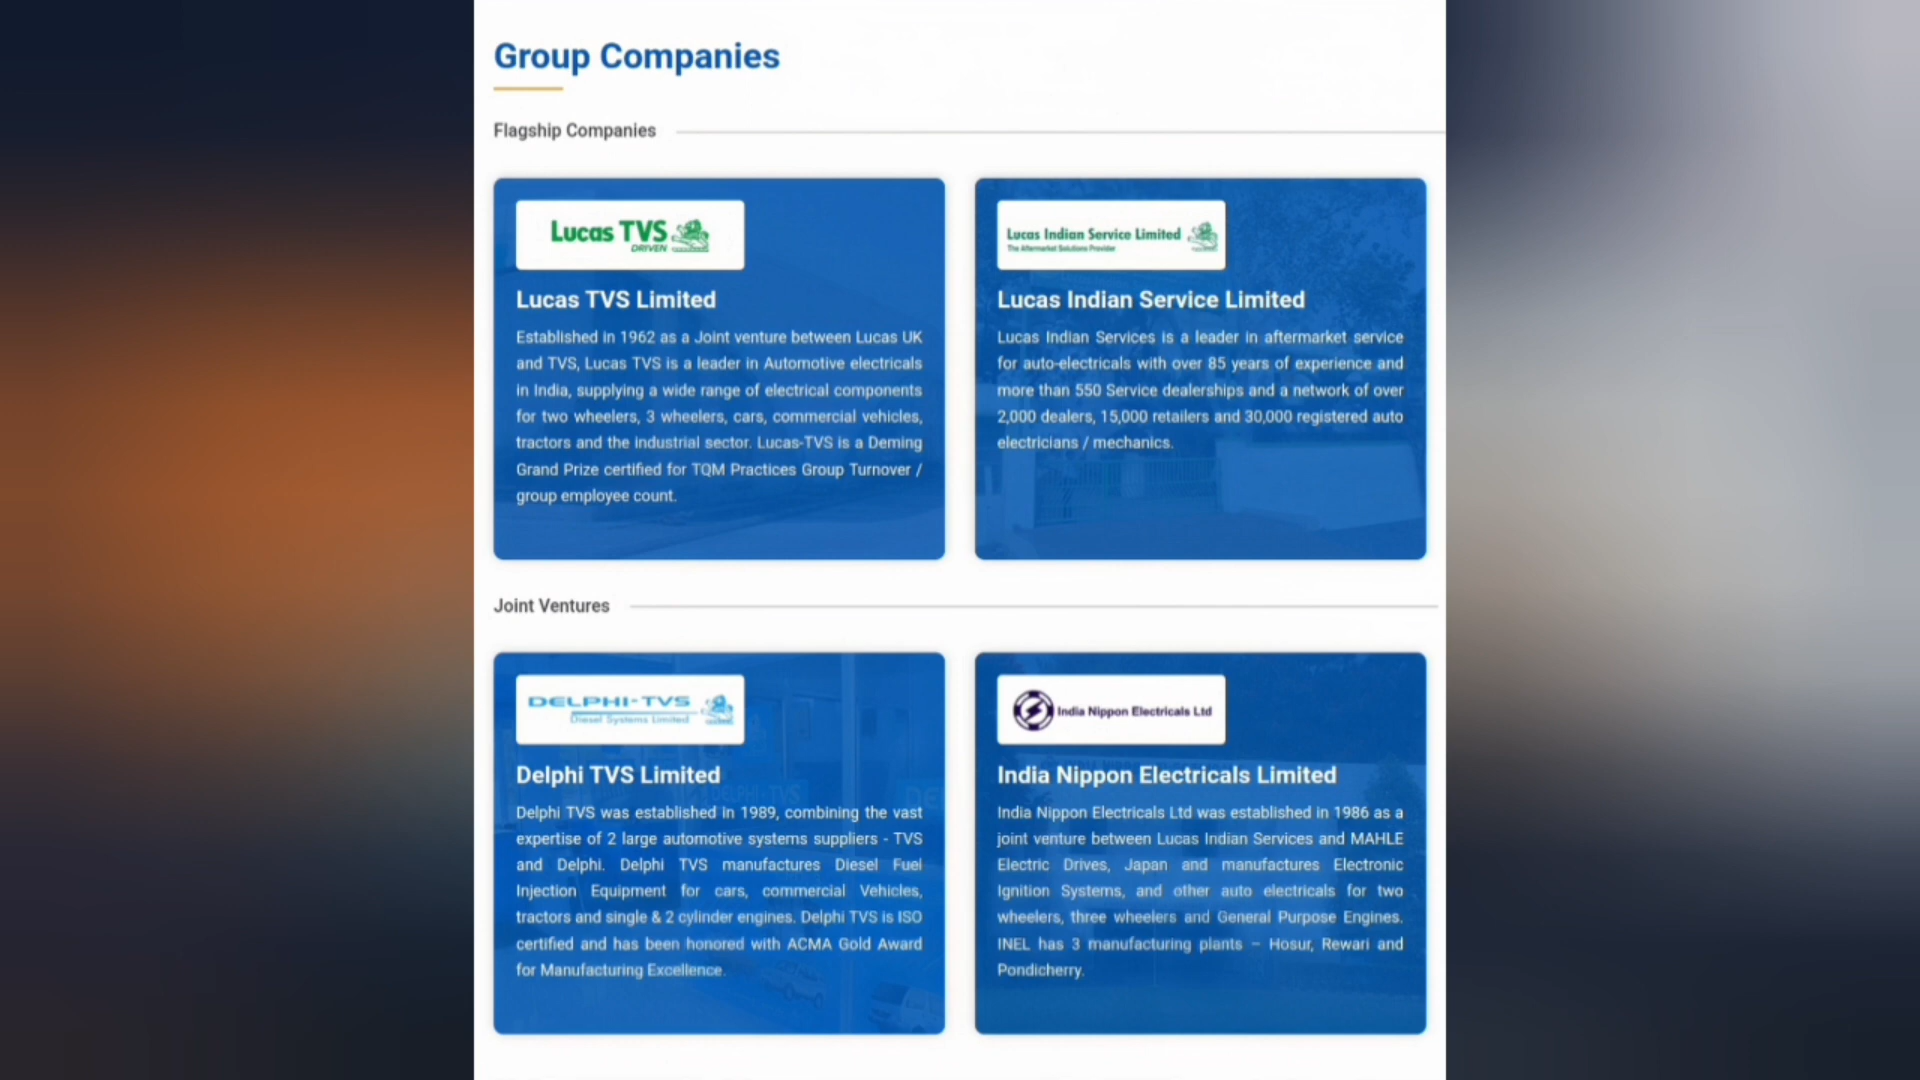 Group Companies
Flagship Companies
Lucas TVS
DRIVEN
Lucas TVS Limited
Established in 1962 as a Joint venture between Lucas UK
and TVS, Lucas TVS is a leader in Automotive electricals
in India, supplying a wide range of electrical components
for two wheelers, 3 wheelers, cars, commercial vehicles,
tractors and the industrial sector. Lucas-TVS is a Deming
Grand Prize certified for TQM Practices Group Turnover /
group employee count.
Lucas Indian Service Limited
The Aftermarket Solutions Provider
Lucas Indian Service Limited
Lucas Indian Services is a leader in aftermarket service
for auto-electricals with over 85 years of experience and
more than 550 Service dealerships and a network of over
2,000 dealers, 15,000 retailers and 30,000 registered auto
electricians / mechanics.
Joint Ventures
DELPHI-TVS
Diesel Systems Limited
Delphi TVS Limited
Delphi TVS was established in 1989, combining the vast
expertise of 2 large automotive systems suppliers - TVS
and Delphi. Delphi TVS manufactures Diesel Fuel
Injection Equipment for cars, commercial Vehicles,
tractors and single & 2 cylinder engines. Delphi TVS is ISO
certified and has been honored with ACMA Gold Award
for Manufacturing Excellence.
India Nippon Electricals Ltd
India Nippon Electricals Limited
India Nippon Electricals Ltd was established in 1986 as a
joint venture between Lucas Indian Services and MAHLE
Electric Drives, Japan and manufactures Electronic
Ignition Systems, and other auto electricals for two
wheelers, three wheelers and General Purpose Engines.
INEL has 3 manufacturing plants – Hosur, Rewari and
Pondicherry.